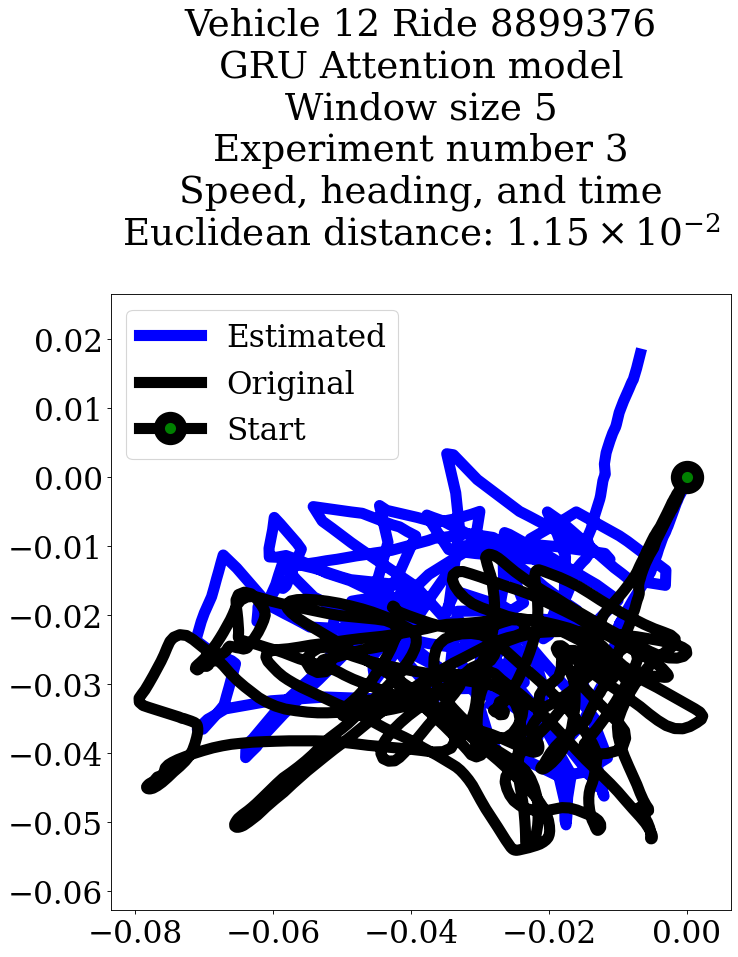 Vehicle 12 Ride 8899376
GRU Attention model
Window size 5
Experiment number 3
Speed, heading, and time
Euclidean distance: 1.15 × 10⁻²
Estimated
Original
Start
0.02
0.01
0.00
−0.01
−0.02
−0.03
−0.04
−0.05
−0.06
−0.08 −0.06 −0.04 −0.02 0.00